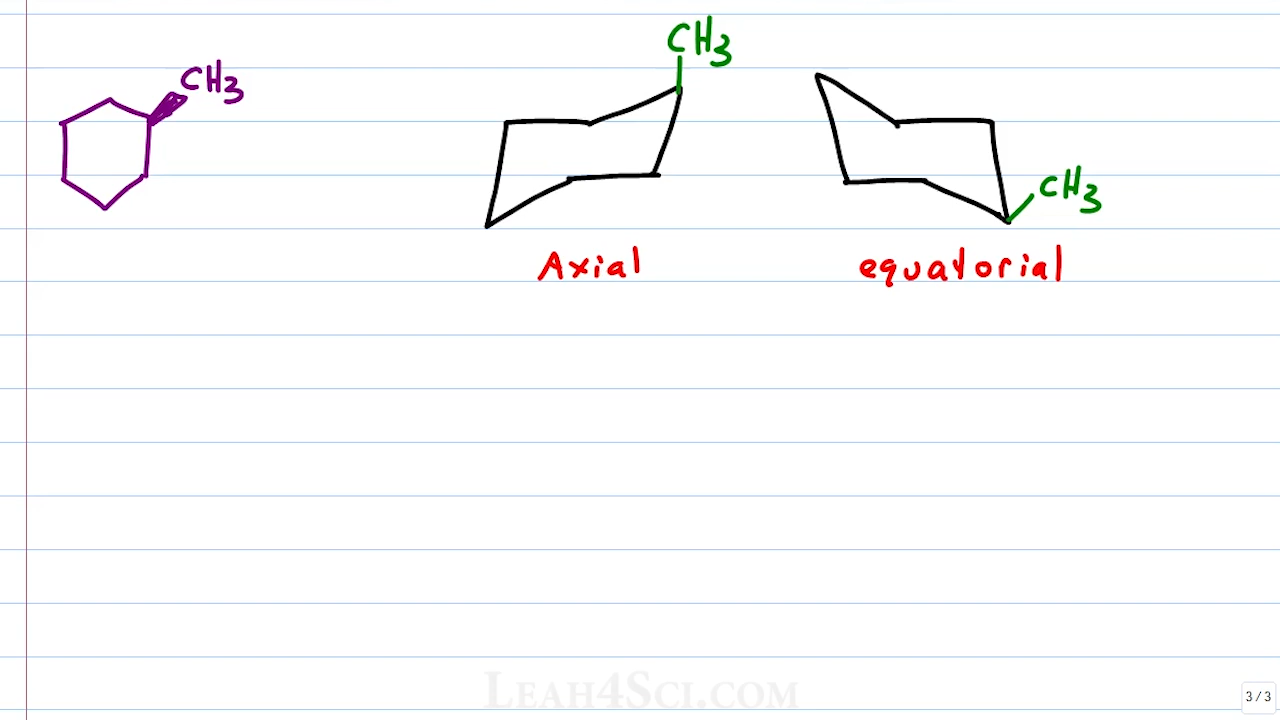 CH3
CH3
CH3
Axial
equatorial
LEAH4SCI.COM
3/3